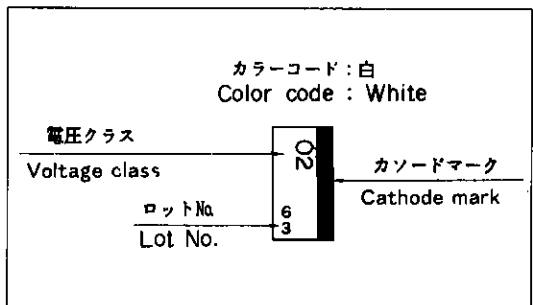 カラーコード：白
Color code : White
電圧クラス
Voltage class
02
カソードマーク
Cathode mark
ロットNo.
Lot No.
6
3